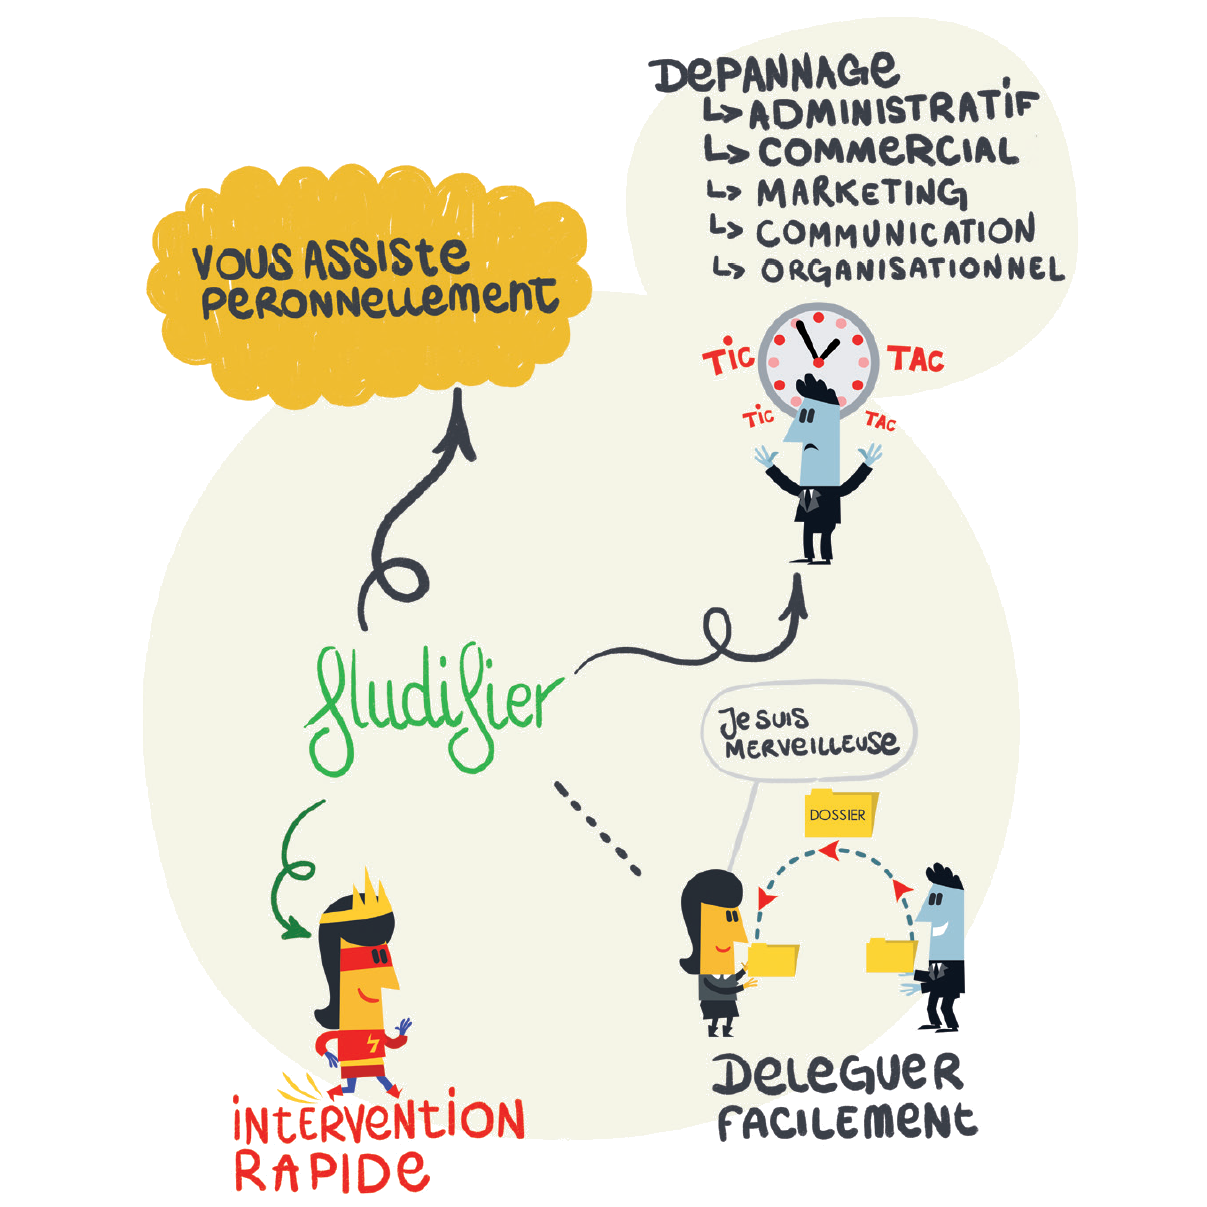 DePANNAGe
↳ ADMINISTRATiF
↳ COMMeRCIAL
↳ MARKETING
↳ COMMUNICATION
↳ ORGANISATIONNEL
VOUS ASSISte
PERONNeLLement
TiC TAC
TiC TAC
fludifier
Je SUIS
MERVeiLLEUSE
DOSSIER
iNtERVeNtiON
RAPIDe
DeLeGUER
FACILEMeNt